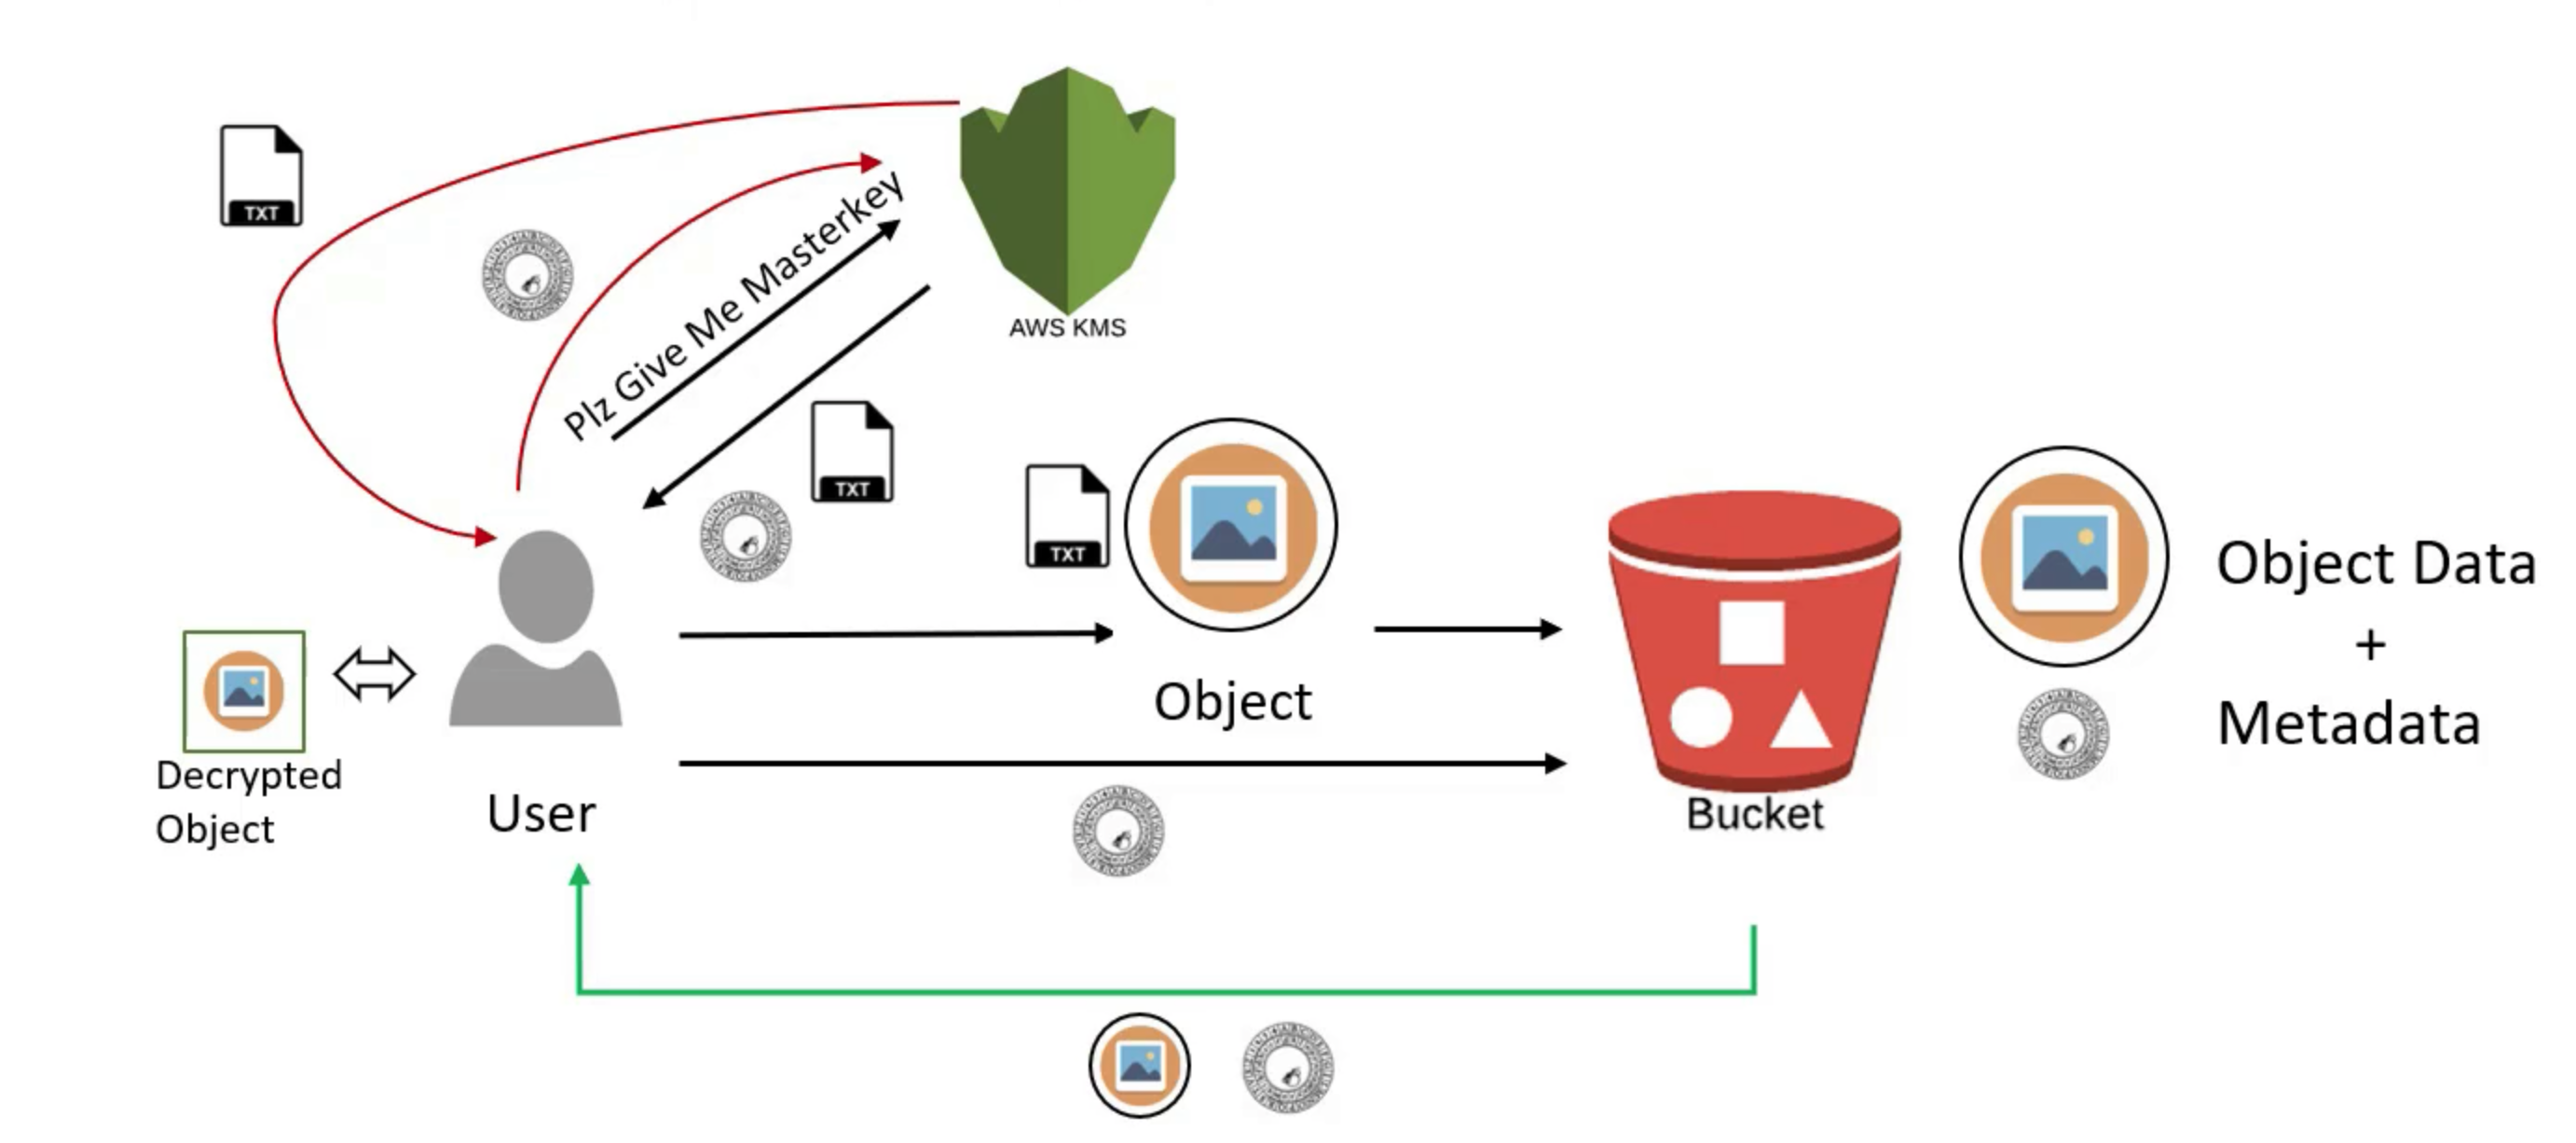 TXT
Plz Give Me Masterkey
AWS KMS
TXT
TXT
Object
Object Data
+
Metadata
Decrypted
Object
User
Bucket